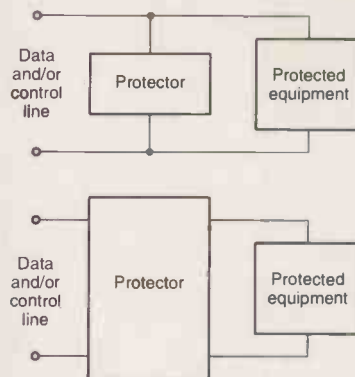 Data
and/or
control
line
Protector
Protected
equipment
Data
and/or
control
line
Protector
Protected
equipment